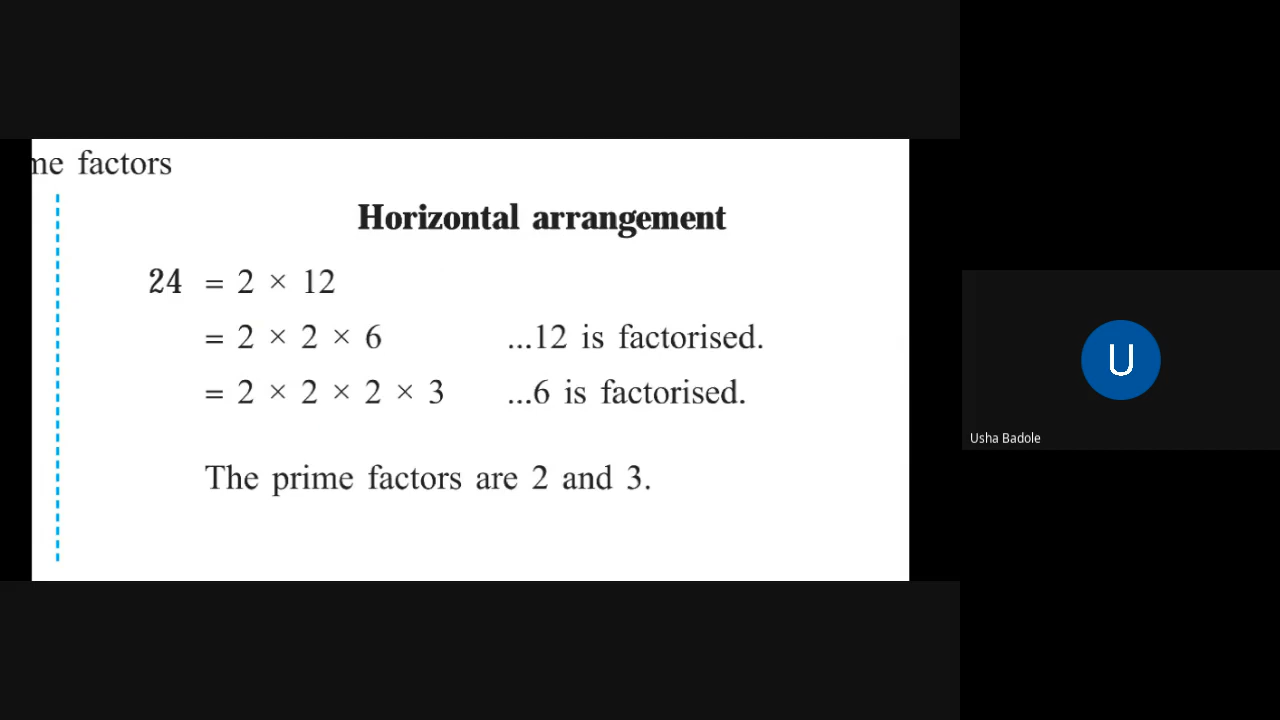 me factors
Horizontal arrangement
24 = 2 × 12
= 2 × 2 × 6 ...12 is factorised.
= 2 × 2 × 2 × 3 ...6 is factorised.
The prime factors are 2 and 3.
U
Usha Badole